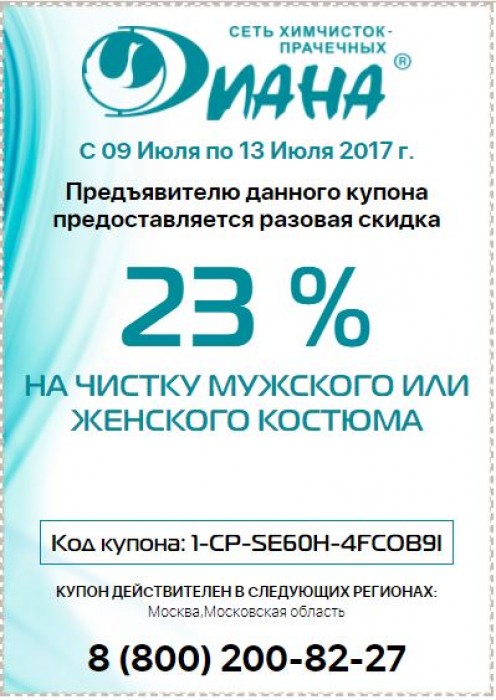 СЕТЬ ХИМЧИСТОК-
ПРАЧЕЧНЫХ
ДИАНА®
С 09 Июля по 13 Июля 2017 г.
Предъявителю данного купона
предоставляется разовая скидка
23 %
НА ЧИСТКУ МУЖСКОГО ИЛИ
ЖЕНСКОГО КОСТЮМА
Код купона: 1-CP-SE60H-4FCOB9I
КУПОН ДЕйСТВИТЕЛЕН В СЛЕДУЮЩИХ РЕГИОНАХ:
Москва,Московская область
8 (800) 200-82-27